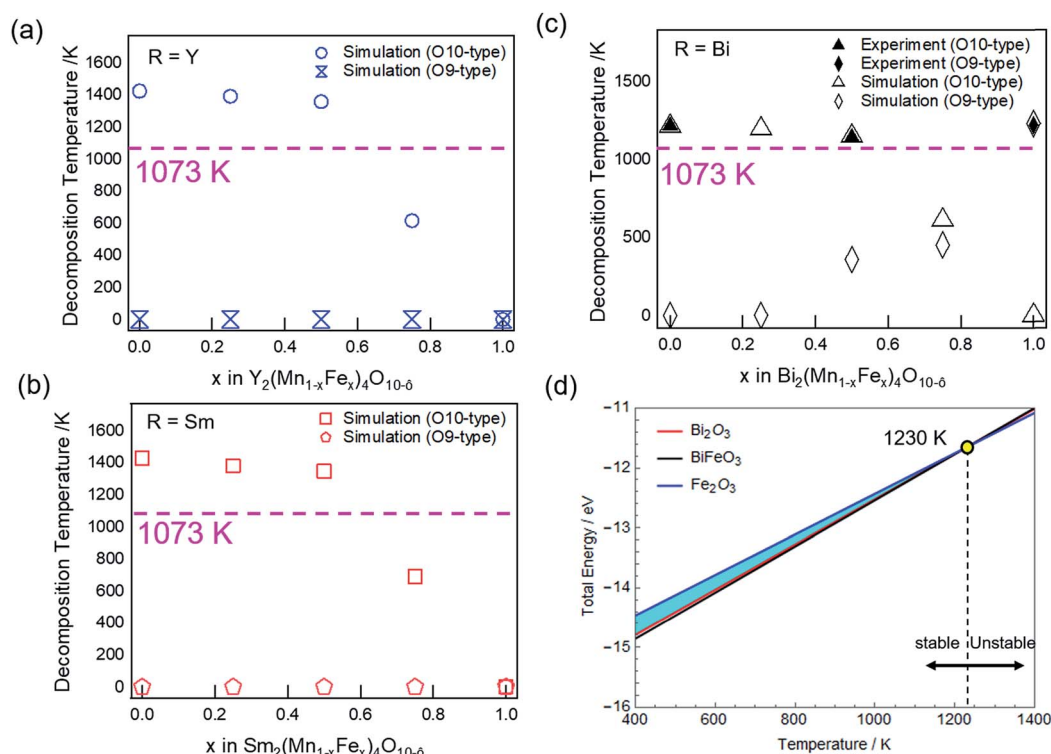 (a)
R = Y
Simulation (O10-type)
Simulation (O9-type)
1073 K
Decomposition Temperature /K
1600
1400
1200
1000
800
600
400
200
0
0.0
0.2
0.4
0.6
0.8
1.0
x in Y2(Mn1-xFex)4O10-δ
(b)
R = Sm
Simulation (O10-type)
Simulation (O9-type)
1073 K
Decomposition Temperature /K
1600
1400
1200
1000
800
600
400
200
0
0.0
0.2
0.4
0.6
0.8
1.0
x in Sm2(Mn1-xFex)4O10-δ
(c)
R = Bi
Experiment (O10-type)
Experiment (O9-type)
Simulation (O10-type)
Simulation (O9-type)
1073 K
Decomposition Temperature /K
1500
1000
500
0
0.0
0.2
0.4
0.6
0.8
1.0
x in Bi2(Mn1-xFex)4O10-δ
(d)
Bi2O3
BiFeO3
Fe2O3
1230 K
stable
Unstable
Total Energy / eV
−11
−12
−13
−14
−15
−16
400
600
800
1000
1200
1400
Temperature / K